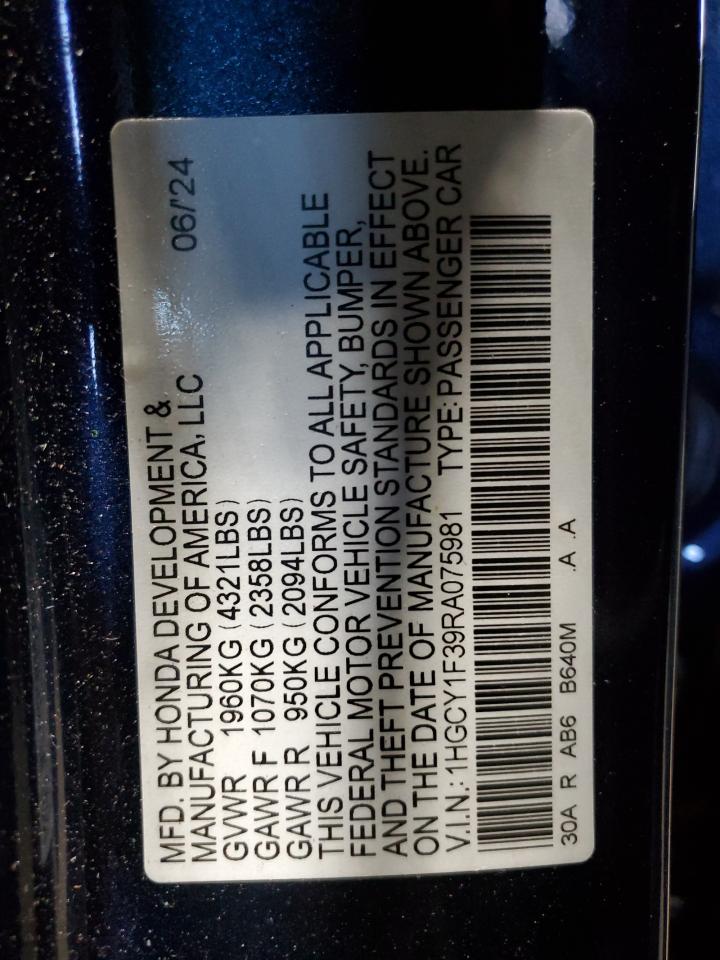 MFD. BY HONDA DEVELOPMENT &
MANUFACTURING OF AMERICA, LLC 06/'24
GVWR 1960KG (4321LBS)
GAWR F 1070KG (2358LBS)
GAWR R 950KG (2094LBS)
THIS VEHICLE CONFORMS TO ALL APPLICABLE
FEDERAL MOTOR VEHICLE SAFETY, BUMPER,
AND THEFT PREVENTION STANDARDS IN EFFECT
ON THE DATE OF MANUFACTURE SHOWN ABOVE.
V.I.N.: 1HGCY1F39RA075981 TYPE: PASSENGER CAR
30A R AB6 B640M .A .A